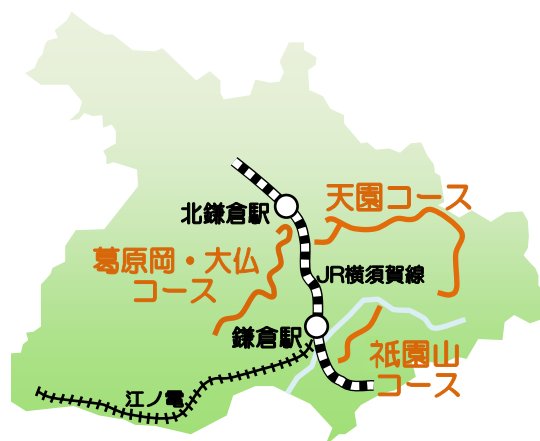 天園コース
北鎌倉駅
葛原岡・大仏
コース
JR横須賀線
鎌倉駅
祇園山
コース
江ノ電